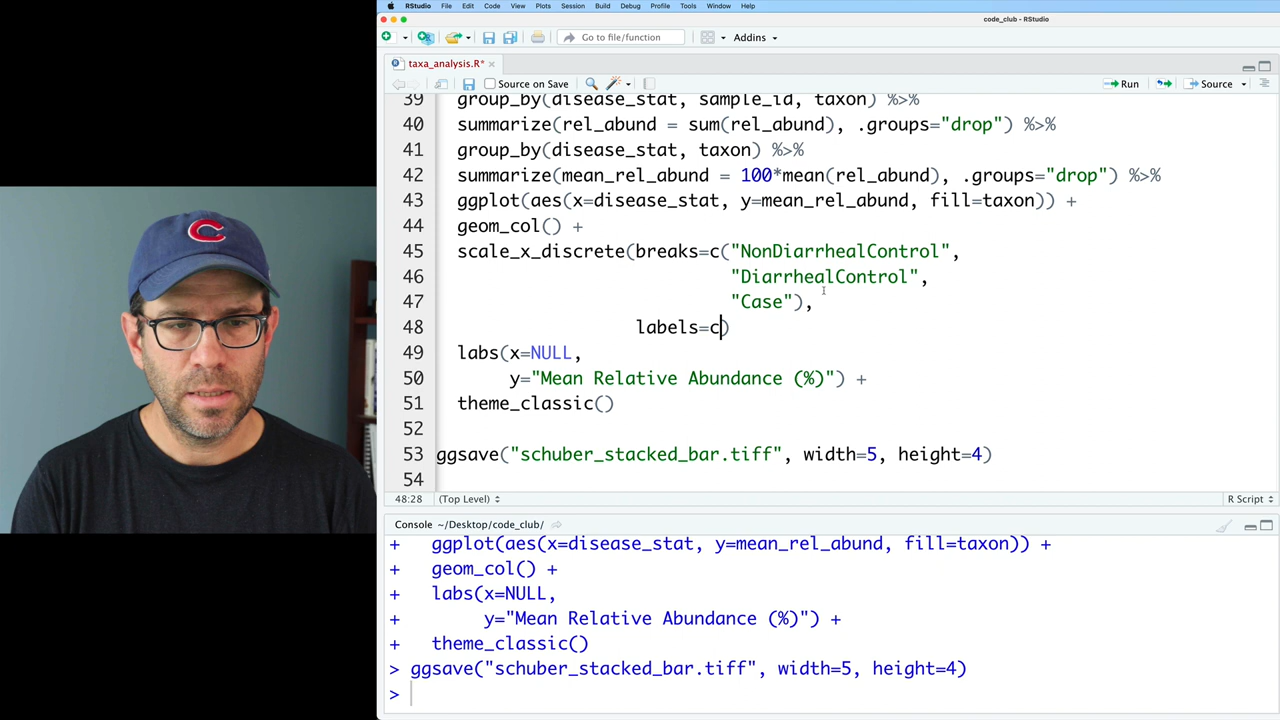 RStudio File Edit Code View Plots Session Build Debug Profile Tools Window Help
code_club - RStudio
Go to file/function Addins
taxa_analysis.R*
Source on Save Run Source
39 group_by(disease_stat, sample_id, taxon) %>%
40 summarize(rel_abund = sum(rel_abund), .groups="drop") %>%
41 group_by(disease_stat, taxon) %>%
42 summarize(mean_rel_abund = 100*mean(rel_abund), .groups="drop") %>%
43 ggplot(aes(x=disease_stat, y=mean_rel_abund, fill=taxon)) +
44 geom_col() +
45 scale_x_discrete(breaks=c("NonDiarrhealControl",
46 "DiarrhealControl",
47 "Case"),
48 labels=c)
49 labs(x=NULL,
50 y="Mean Relative Abundance (%)") +
51 theme_classic()
52
53 ggsave("schuber_stacked_bar.tiff", width=5, height=4)
54
48:28 (Top Level) R Script
Console ~/Desktop/code_club/
+ ggplot(aes(x=disease_stat, y=mean_rel_abund, fill=taxon)) +
+ geom_col() +
+ labs(x=NULL,
+ y="Mean Relative Abundance (%)") +
+ theme_classic()
> ggsave("schuber_stacked_bar.tiff", width=5, height=4)
>
C